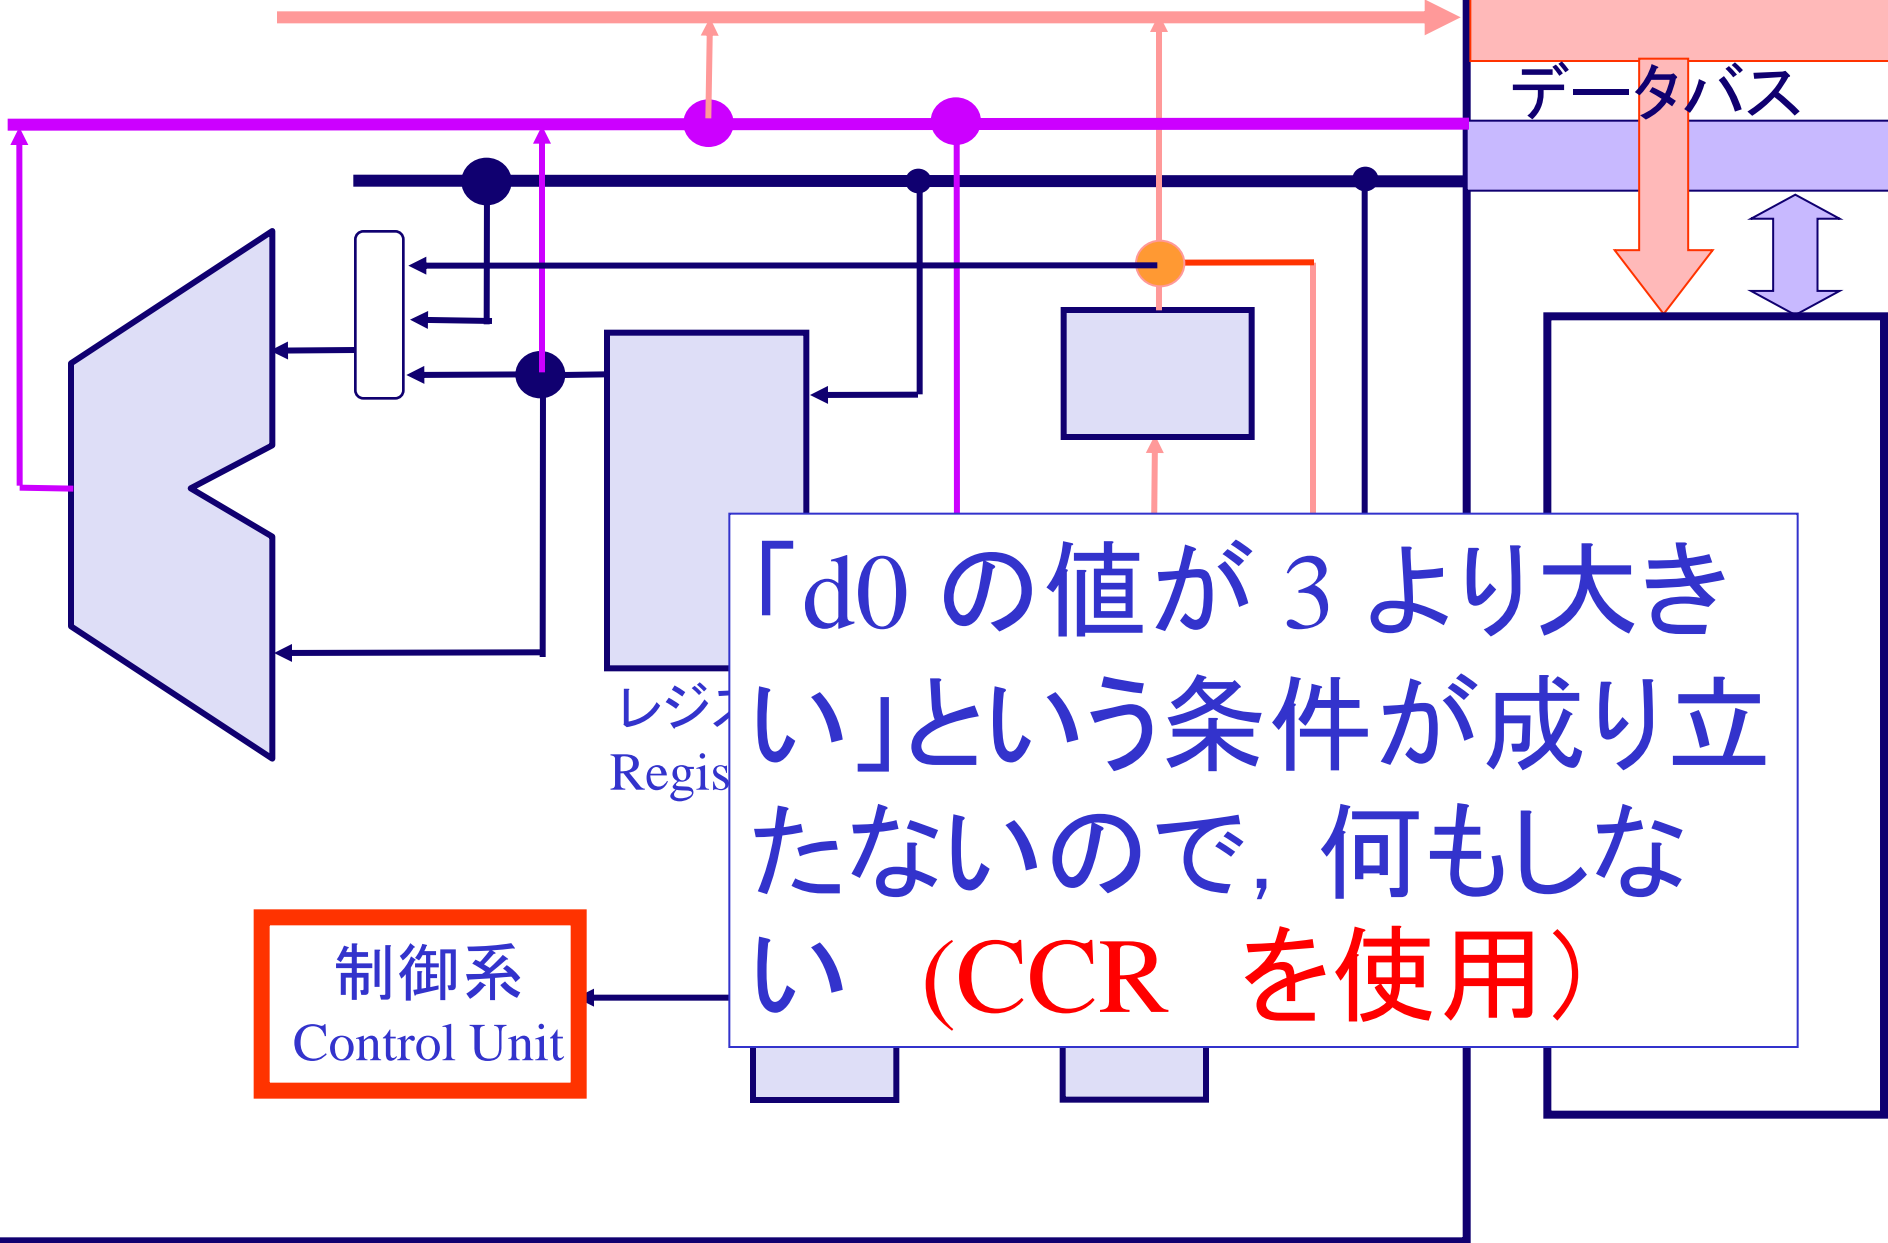 データバス
「d0 の値が 3 より大き
い」という条件が成り立
たないので, 何もしな
い (CCR を使用)
制御系
Control Unit